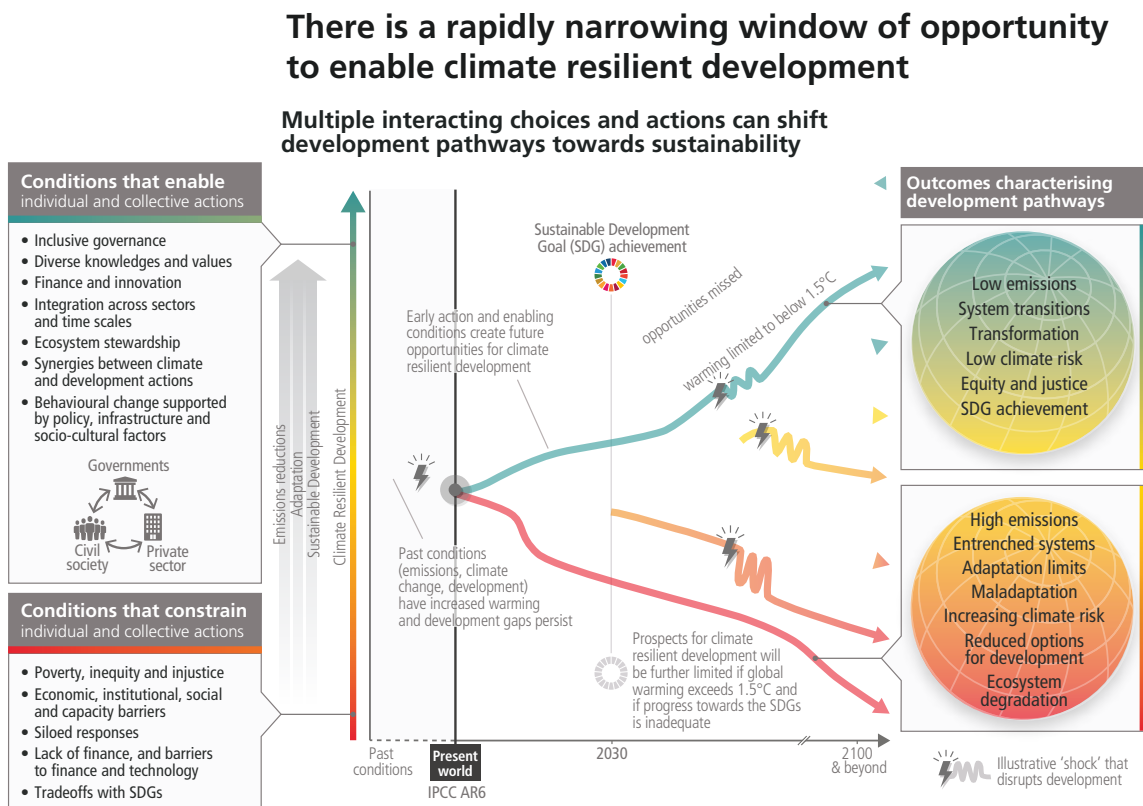 There is a rapidly narrowing window of opportunity
to enable climate resilient development
Multiple interacting choices and actions can shift
development pathways towards sustainability
Conditions that enable
individual and collective actions
• Inclusive governance
• Diverse knowledges and values
• Finance and innovation
• Integration across sectors
and time scales
• Ecosystem stewardship
• Synergies between climate
and development actions
• Behavioural change supported
by policy, infrastructure and
socio-cultural factors
Governments
Civil
society
Private
sector
Conditions that constrain
individual and collective actions
• Poverty, inequity and injustice
• Economic, institutional, social
and capacity barriers
• Siloed responses
• Lack of finance, and barriers
to finance and technology
• Tradeoffs with SDGs
Emissions reductions
Adaptation
Sustainable Development
Climate Resilient Development
Sustainable Development
Goal (SDG) achievement
opportunities missed
warming limited to below 1.5°C
Early action and enabling
conditions create future
opportunities for climate
resilient development
Past conditions
(emissions, climate
change, development)
have increased warming
and development gaps persist
Prospects for climate
resilient development will
be further limited if global
warming exceeds 1.5°C and
if progress towards the SDGs
is inadequate
Past
conditions
Present
world
IPCC AR6
2030
2100
& beyond
Outcomes characterising
development pathways
Low emissions
System transitions
Transformation
Low climate risk
Equity and justice
SDG achievement
High emissions
Entrenched systems
Adaptation limits
Maladaptation
Increasing climate risk
Reduced options
for development
Ecosystem
degradation
Illustrative ‘shock’ that
disrupts development